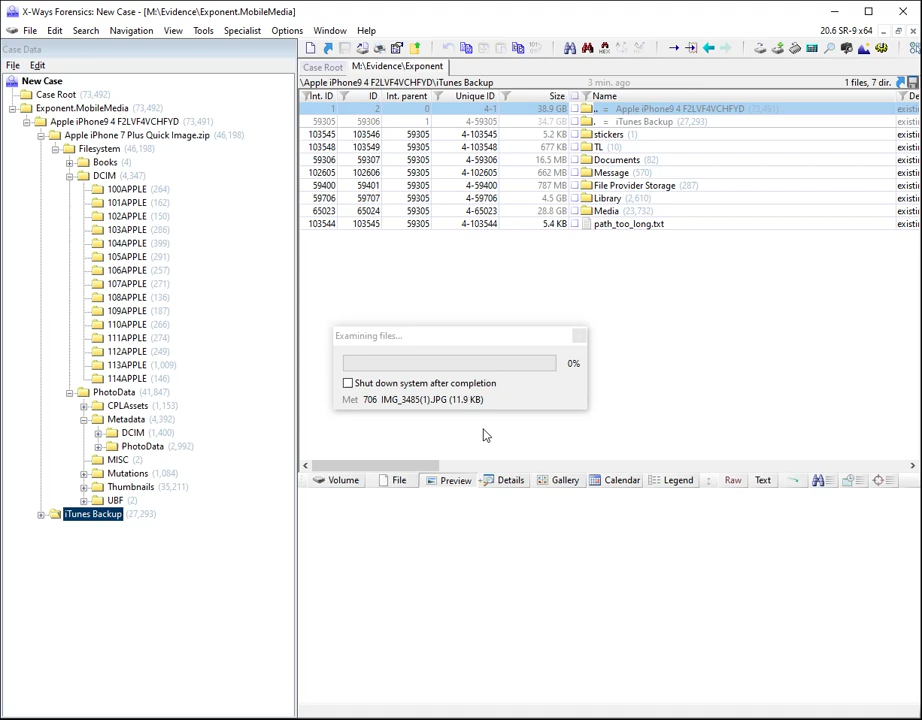 X-Ways Forensics: New Case - [M:\Evidence\Exponent.MobileMedia]
File Edit Search Navigation View Tools Specialist Options Window Help 20.6 SR-9 x64
Case Data
File Edit
New Case
Case Root (73,492)
Exponent.MobileMedia (73,492)
Apple iPhone9 4 F2LVF4VCHFYD (73,491)
Apple iPhone 7 Plus Quick Image.zip (46,198)
Filesystem (46,198)
Books (4)
DCIM (4,347)
100APPLE (264)
101APPLE (162)
102APPLE (150)
103APPLE (286)
104APPLE (399)
105APPLE (291)
106APPLE (257)
107APPLE (271)
108APPLE (136)
109APPLE (187)
110APPLE (266)
111APPLE (274)
112APPLE (249)
113APPLE (1,009)
114APPLE (146)
PhotoData (41,847)
CPLAssets (1,153)
Metadata (4,392)
DCIM (1,400)
PhotoData (2,992)
MISC (2)
Mutations (1,084)
Thumbnails (35,211)
UBF (2)
iTunes Backup (27,293)
Case Root M:\Evidence\Exponent
\Apple iPhone9 4 F2LVF4VCHFYD\iTunes Backup 3 min. ago 1 files, 7 dir.
Int. ID ID Int. parent Unique ID Size Name De
1 2 0 4-1 38.9 GB .. = Apple iPhone9 4 F2LVF4VCHFYD (73,491) existi
59305 59306 1 4-59305 34.7 GB . = iTunes Backup (27,293) existi
103545 103546 59305 4-103545 5.2 KB stickers (1) existi
103548 103549 59305 4-103548 677 KB TL (10) existi
59306 59307 59305 4-59306 16.5 MB Documents (82) existi
102605 102606 59305 4-102605 662 MB Message (570) existi
59400 59401 59305 4-59400 787 MB File Provider Storage (287) existi
59706 59707 59305 4-59706 4.5 GB Library (2,610) existi
65023 65024 59305 4-65023 28.8 GB Media (23,732) existi
103544 103545 59305 4-103544 5.4 KB path_too_long.txt existi
Examining files...
0%
Shut down system after completion
Met 706 IMG_3485(1).JPG (11.9 KB)
Volume File Preview Details Gallery Calendar Legend Raw Text